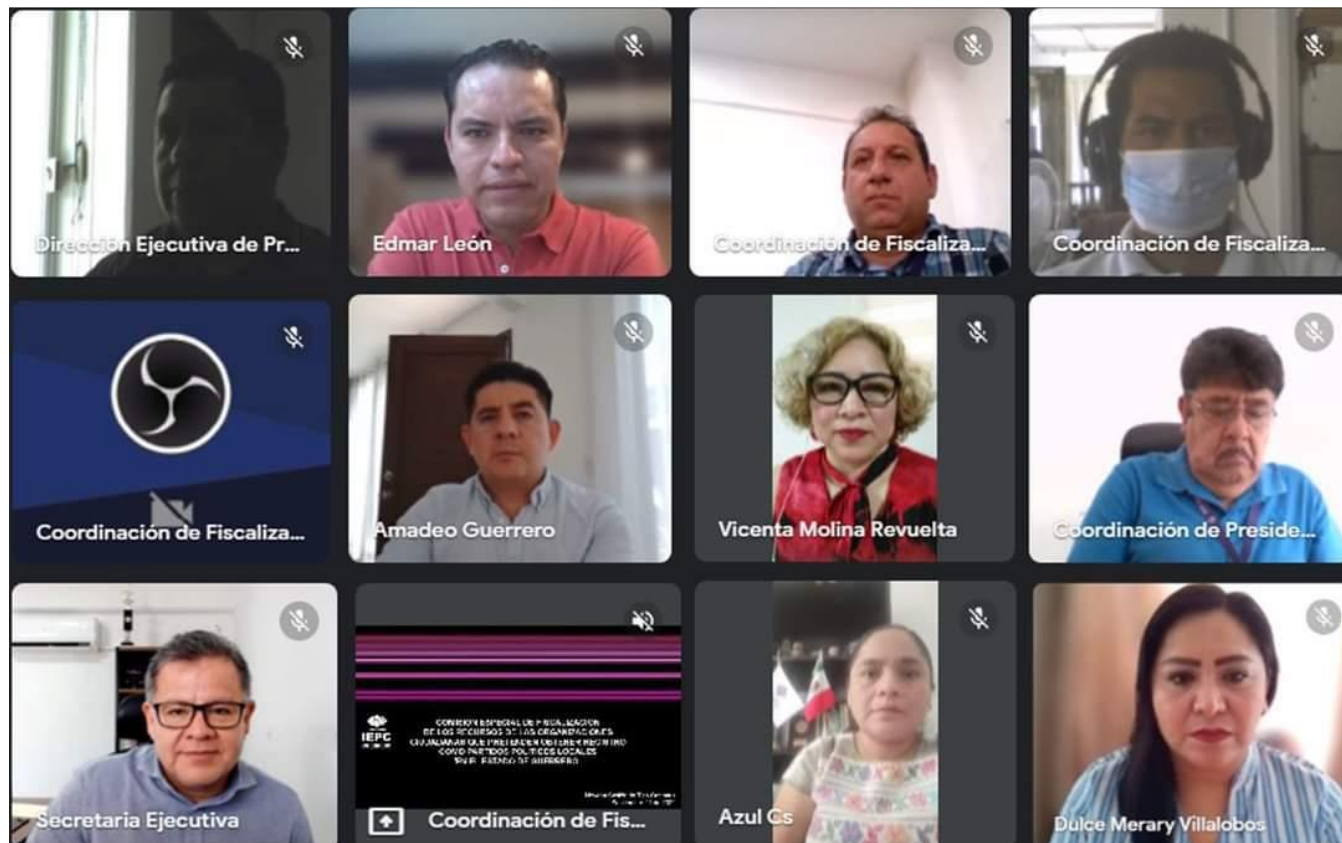 Dirección Ejecutiva de Pr...
Edmar León
Coordinación de Fiscaliza...
Coordinación de Fiscaliza...
Coordinación de Fiscaliza...
Amadeo Guerrero
Vicenta Molina Revuelta
Coordinación de Preside...
Secretaria Ejecutiva
IEPC
COMISIÓN ESPECIAL DE FISCALIZACIÓN
DE LOS RECURSOS DE LAS ORGANIZACIONES
CIUDADANAS QUE PRETENDEN OBTENER REGISTRO
COMO PARTIDOS POLÍTICOS LOCALES
EN EL ESTADO DE GUERRERO
Coordinación de Fis...
Azul Cs
Dulce Merary Villalobos